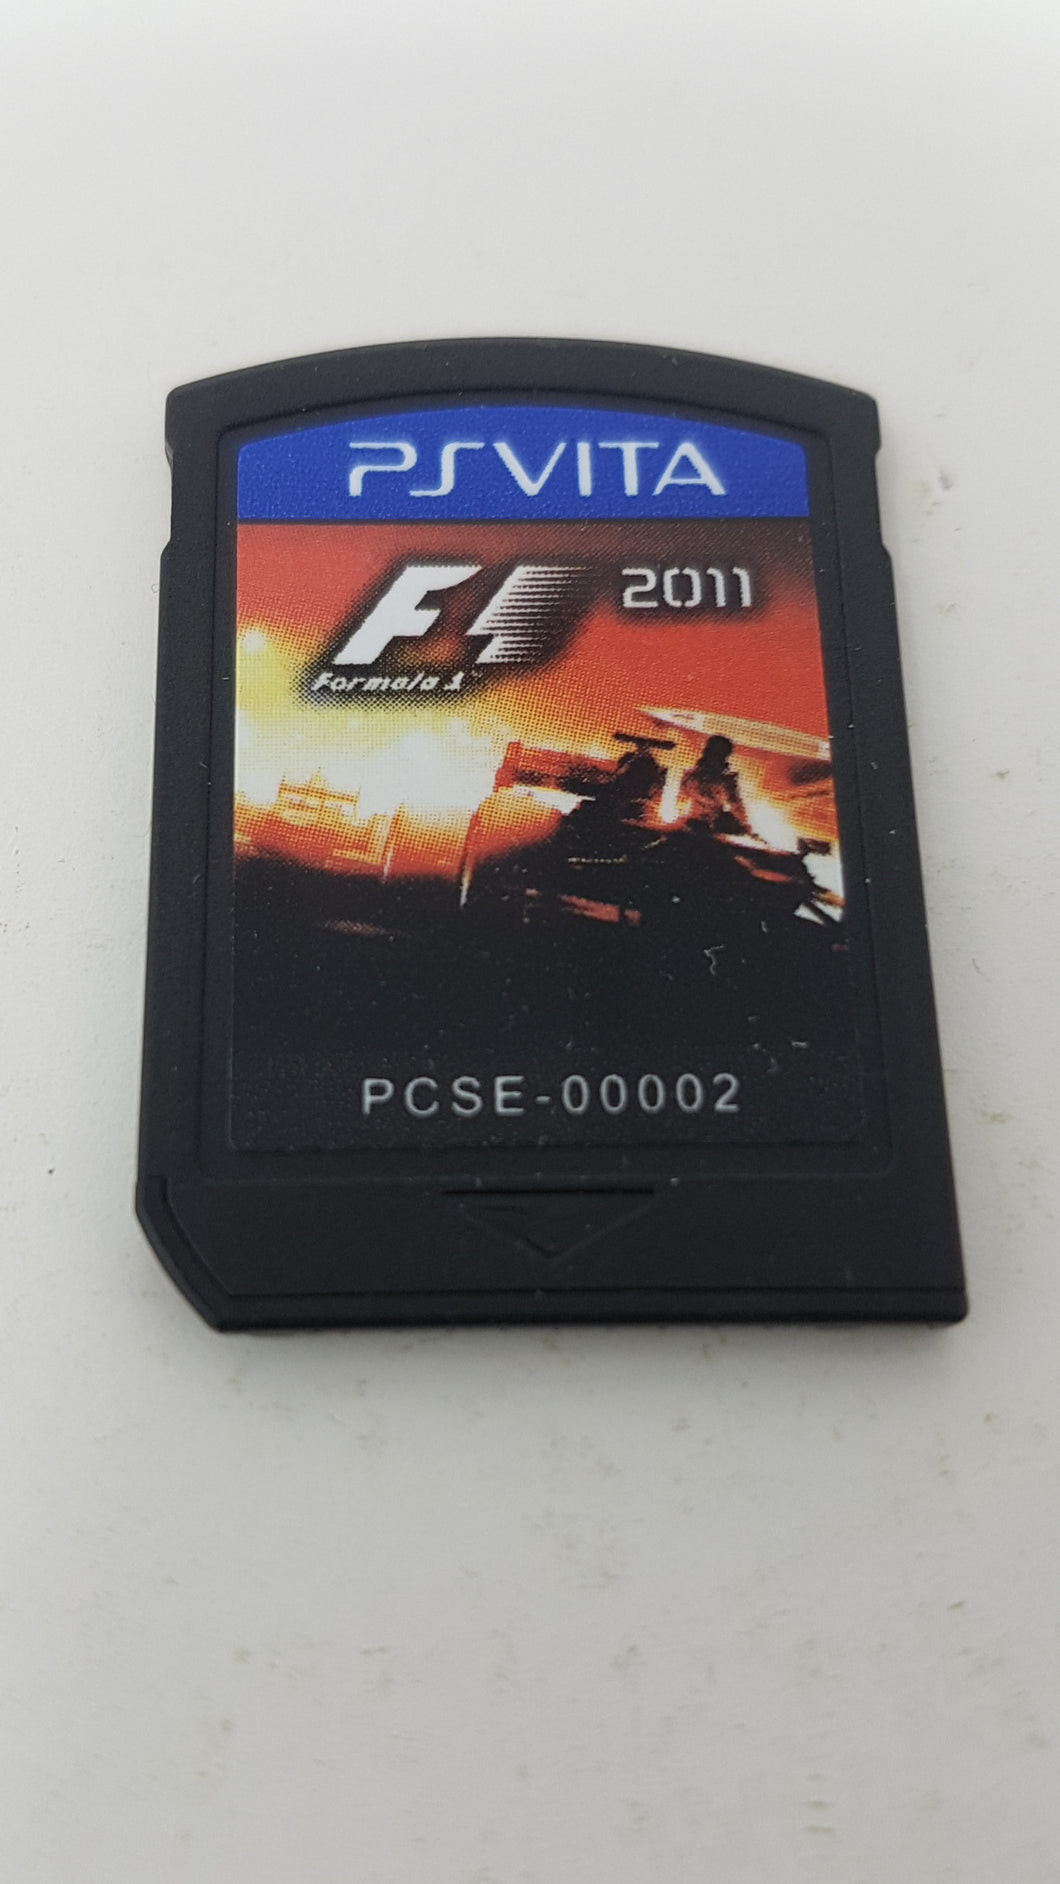 PSVITA
F1 2011
Formula 1
PCSE-00002